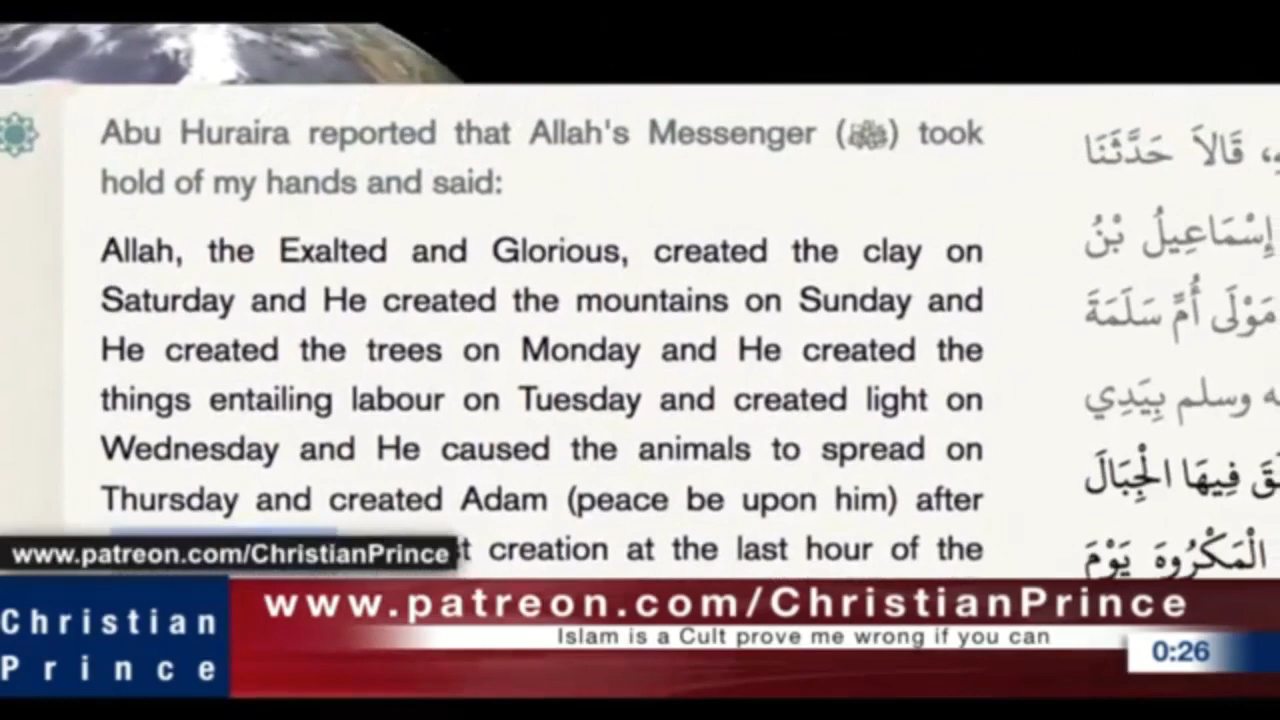 Abu Huraira reported that Allah's Messenger (ﷺ) took
hold of my hands and said:
Allah, the Exalted and Glorious, created the clay on
Saturday and He created the mountains on Sunday and
He created the trees on Monday and He created the
things entailing labour on Tuesday and created light on
Wednesday and He caused the animals to spread on
Thursday and created Adam (peace be upon him) after
creation at the last hour of the
قَالاَ حَدَّثَنَا
إِسْمَاعِيلُ بْنُ
مَوْلَى أُمِّ سَلَمَةَ
وسلم بِيَدِي
فِيهَا الْجِبَالَ
الْمَكْرُوهَ يَوْمَ
www.patreon.com/ChristianPrince
Christian
Prince
www.patreon.com/ChristianPrince
Islam is a Cult prove me wrong if you can
0:26